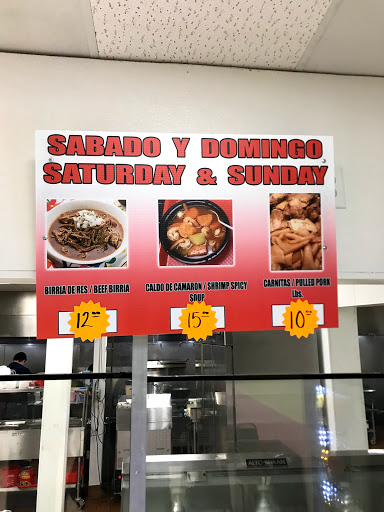 SABADO Y DOMINGO
SATURDAY & SUNDAY
BIRRIA DE RES / BEEF BIRRIA
CALDO DE CAMARON / SHRIMP SPICY
SOUP
CARNITAS / PULLED PORK
Lbs.
12
15
10